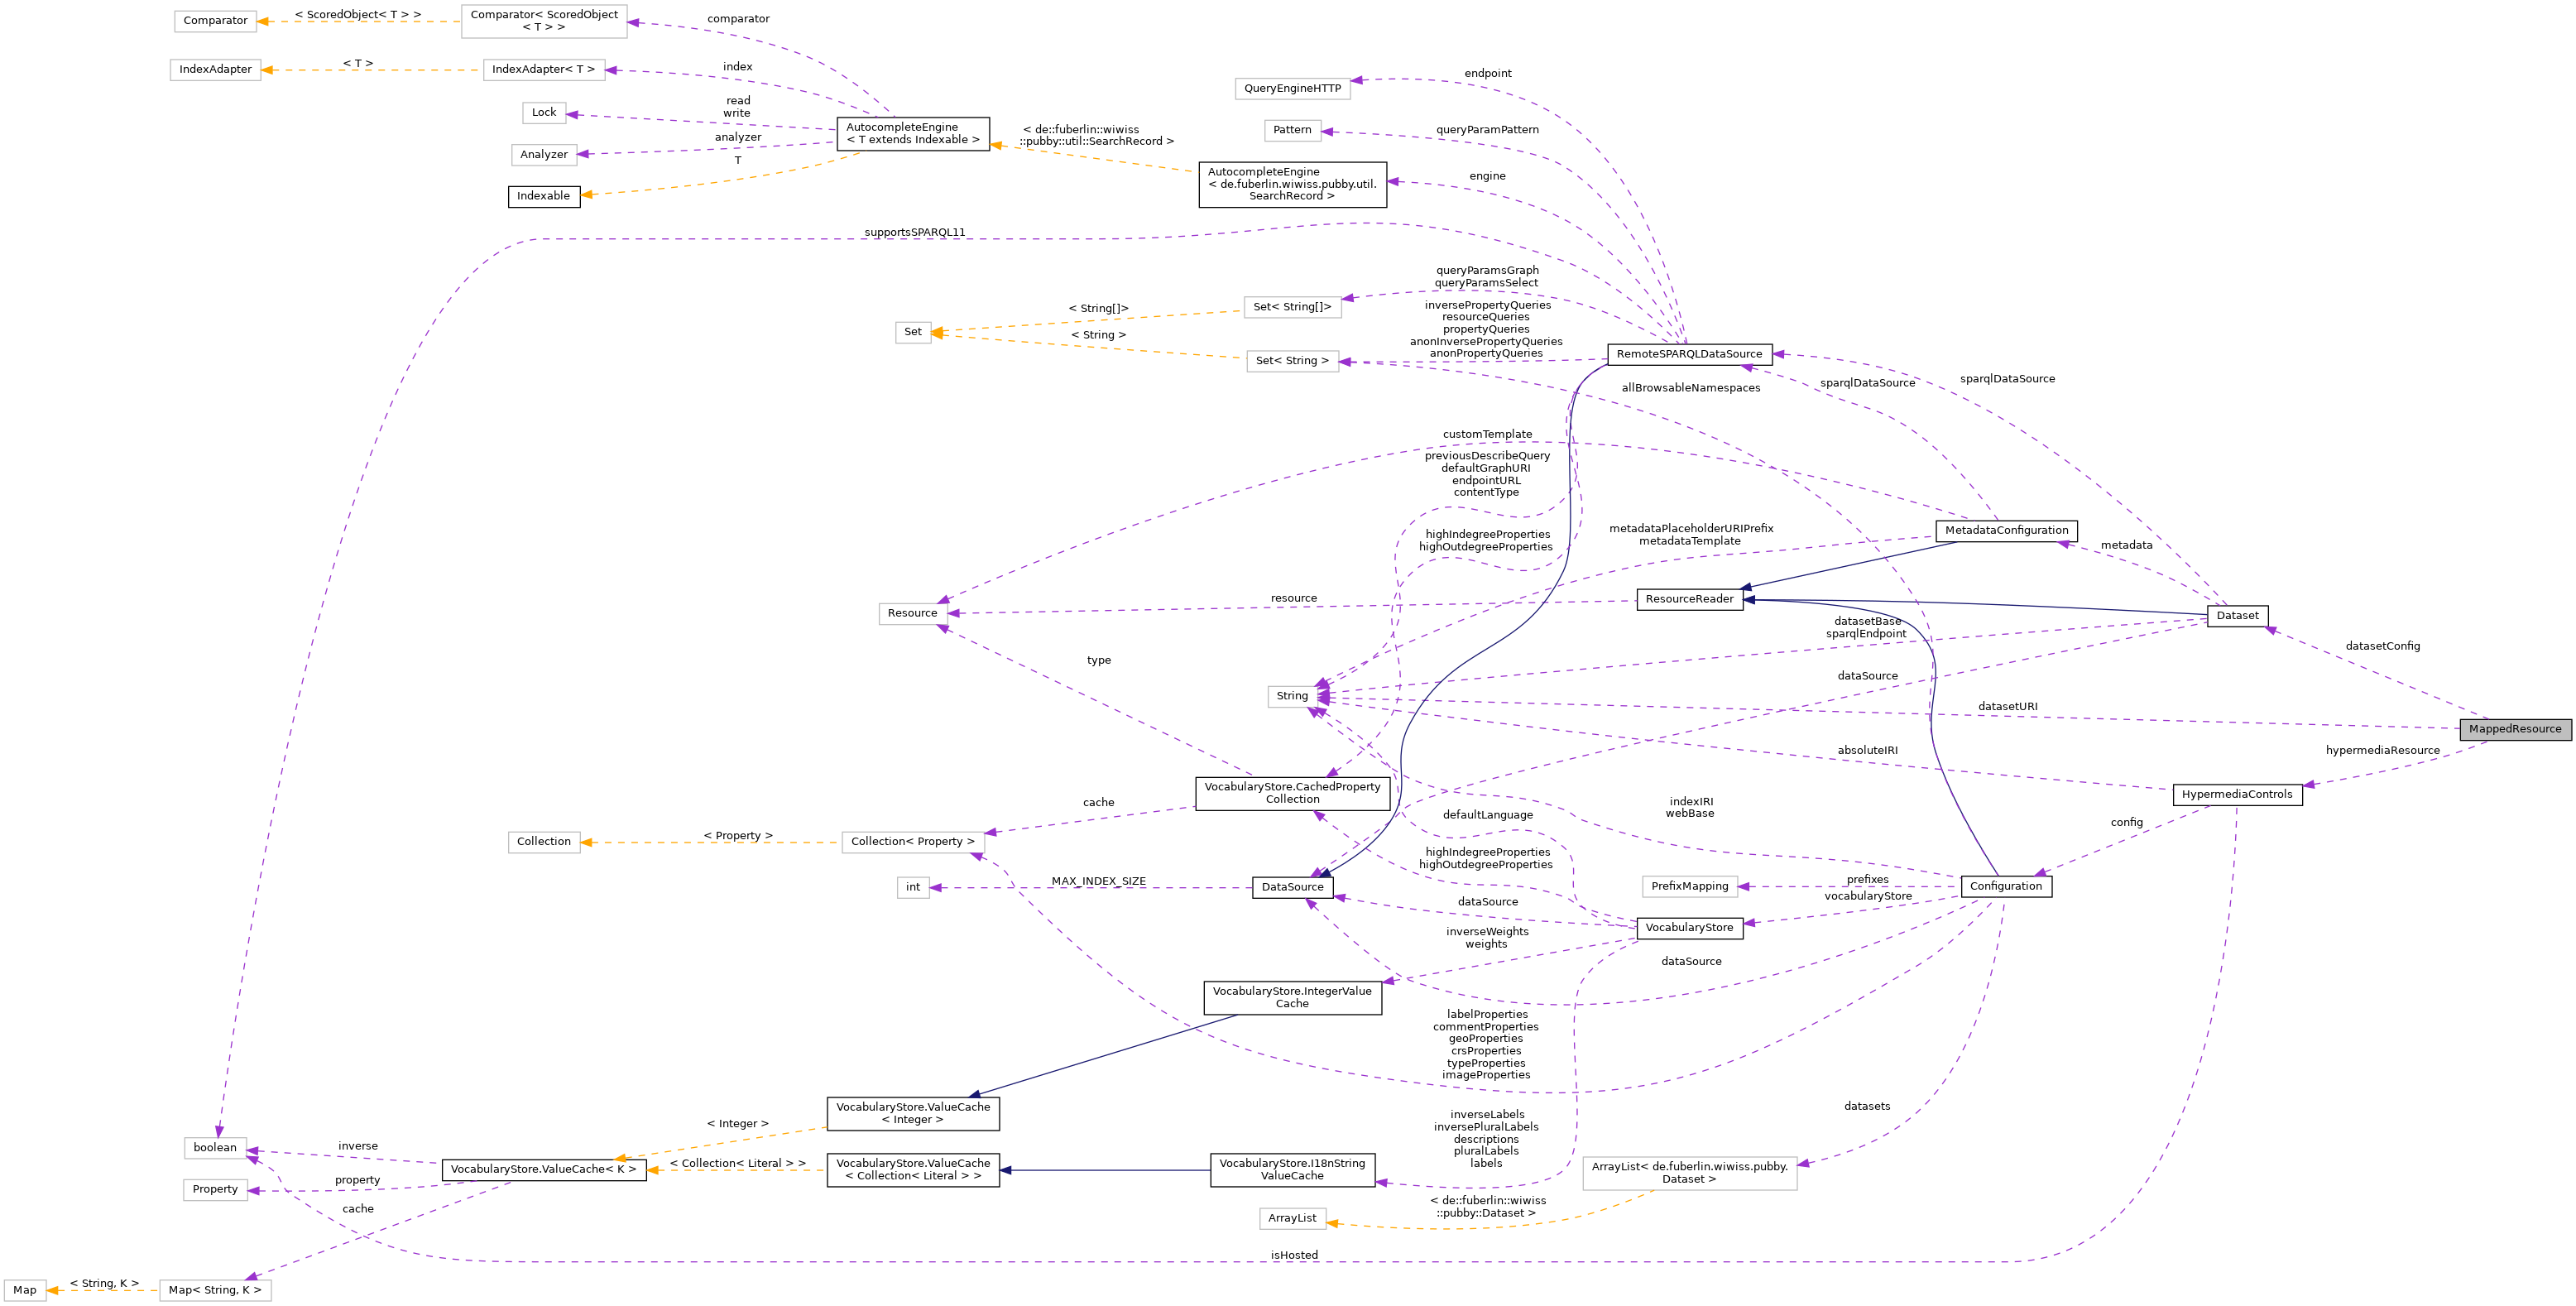 Comparator
< ScoredObject< T > >
Comparator< ScoredObject
< T > >
comparator
IndexAdapter
< T >
IndexAdapter< T >
index
Lock
read
write
Analyzer
analyzer
Indexable
T
AutocompleteEngine
< T extends Indexable >
< de::fuberlin::wiwiss
::pubby::util::SearchRecord >
AutocompleteEngine
< de.fuberlin.wiwiss.pubby.util.
SearchRecord >
engine
QueryEngineHTTP
endpoint
Pattern
queryParamPattern
supportsSPARQL11
queryParamsGraph
queryParamsSelect
Set< String[]>
< String[]>
Set
< String >
Set< String >
inversePropertyQueries
resourceQueries
propertyQueries
anonInversePropertyQueries
anonPropertyQueries
RemoteSPARQLDataSource
sparqlDataSource
sparqlDataSource
allBrowsableNamespaces
customTemplate
previousDescribeQuery
defaultGraphURI
endpointURL
contentType
highIndegreeProperties
highOutdegreeProperties
metadataPlaceholderURIPrefix
metadataTemplate
MetadataConfiguration
metadata
Resource
resource
ResourceReader
Dataset
datasetBase
sparqlEndpoint
datasetConfig
type
dataSource
String
datasetURI
MappedResource
absoluteIRI
hypermediaResource
VocabularyStore.CachedProperty
Collection
HypermediaControls
cache
defaultLanguage
indexIRI
webBase
config
Collection
< Property >
Collection< Property >
highIndegreeProperties
highOutdegreeProperties
int
MAX_INDEX_SIZE
DataSource
PrefixMapping
prefixes
Configuration
vocabularyStore
dataSource
VocabularyStore
inverseWeights
weights
dataSource
VocabularyStore.IntegerValue
Cache
labelProperties
commentProperties
geoProperties
crsProperties
typeProperties
imageProperties
VocabularyStore.ValueCache
< Integer >
< Integer >
datasets
inverseLabels
inversePluralLabels
descriptions
pluralLabels
labels
boolean
inverse
VocabularyStore.ValueCache< K >
< Collection< Literal > >
VocabularyStore.ValueCache
< Collection< Literal > >
VocabularyStore.I18nString
ValueCache
ArrayList< de.fuberlin.wiwiss.pubby.
Dataset >
Property
property
cache
< de::fuberlin::wiwiss
::pubby::Dataset >
ArrayList
isHosted
Map
< String, K >
Map< String, K >